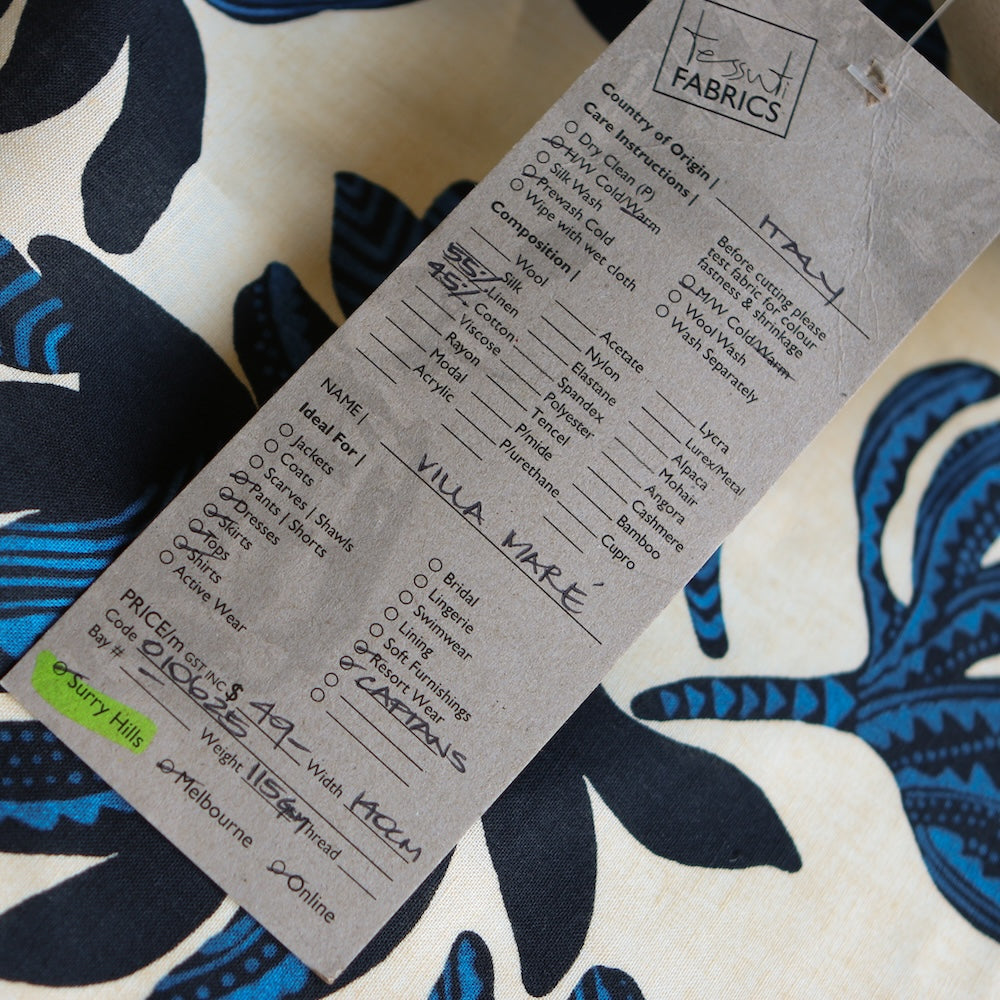 Tessuti
FABRICS
Country of Origin | ITALY
Care Instructions |
Dry Clean (P)
H/W Cold/Warm
Silk Wash
Prewash Cold
Wipe with wet cloth
Before cutting please
test fabric for colour
fastness & shrinkage
M/W Cold/Warm
Wool Wash
Wash Separately
Composition |
Wool
55% Silk
45% Linen
Cotton
Viscose
Rayon
Modal
Acrylic
Acetate
Nylon
Elastane
Spandex
Polyester
Tencel
P/mide
P/urethane
Lycra
Lurex/Metal
Alpaca
Mohair
Angora
Cashmere
Bamboo
Cupro
NAME | VILLA MARÉ
Ideal For |
Jackets
Coats
Scarves | Shawls
Pants | Shorts
Dresses
Skirts
Tops
Shirts
Active Wear
Bridal
Lingerie
Swimwear
Lining
Soft Furnishings
Resort Wear
CAFTANS
PRICE/m GST INC $ 49- Width 140CM
Code 010625 Weight 115GM Thread
Bay #
Surry Hills
Melbourne
Online